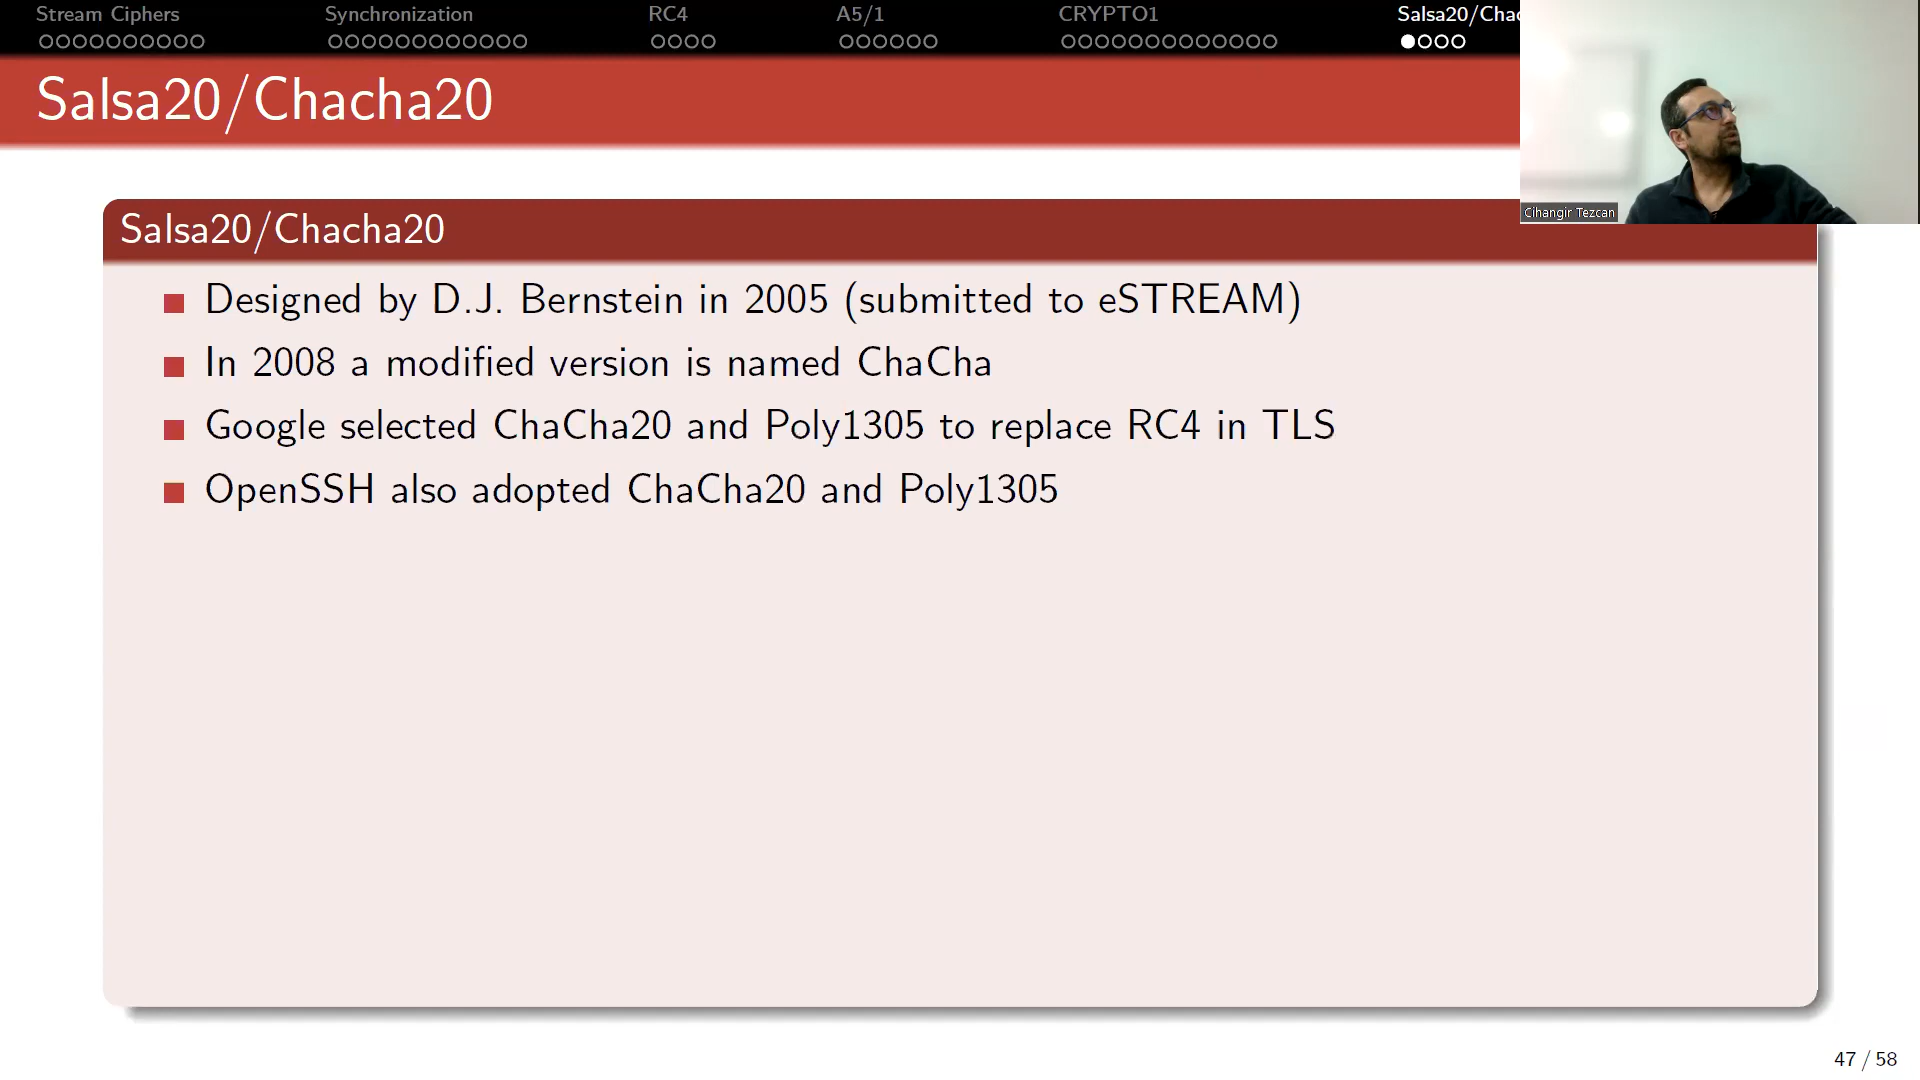 Stream Ciphers
Synchronization
RC4
A5/1
CRYPTO1
Salsa20/Chac
Salsa20/Chacha20
Cihangir Tezcan
Salsa20/Chacha20
Designed by D.J. Bernstein in 2005 (submitted to eSTREAM)
In 2008 a modified version is named ChaCha
Google selected ChaCha20 and Poly1305 to replace RC4 in TLS
OpenSSH also adopted ChaCha20 and Poly1305
47 / 58